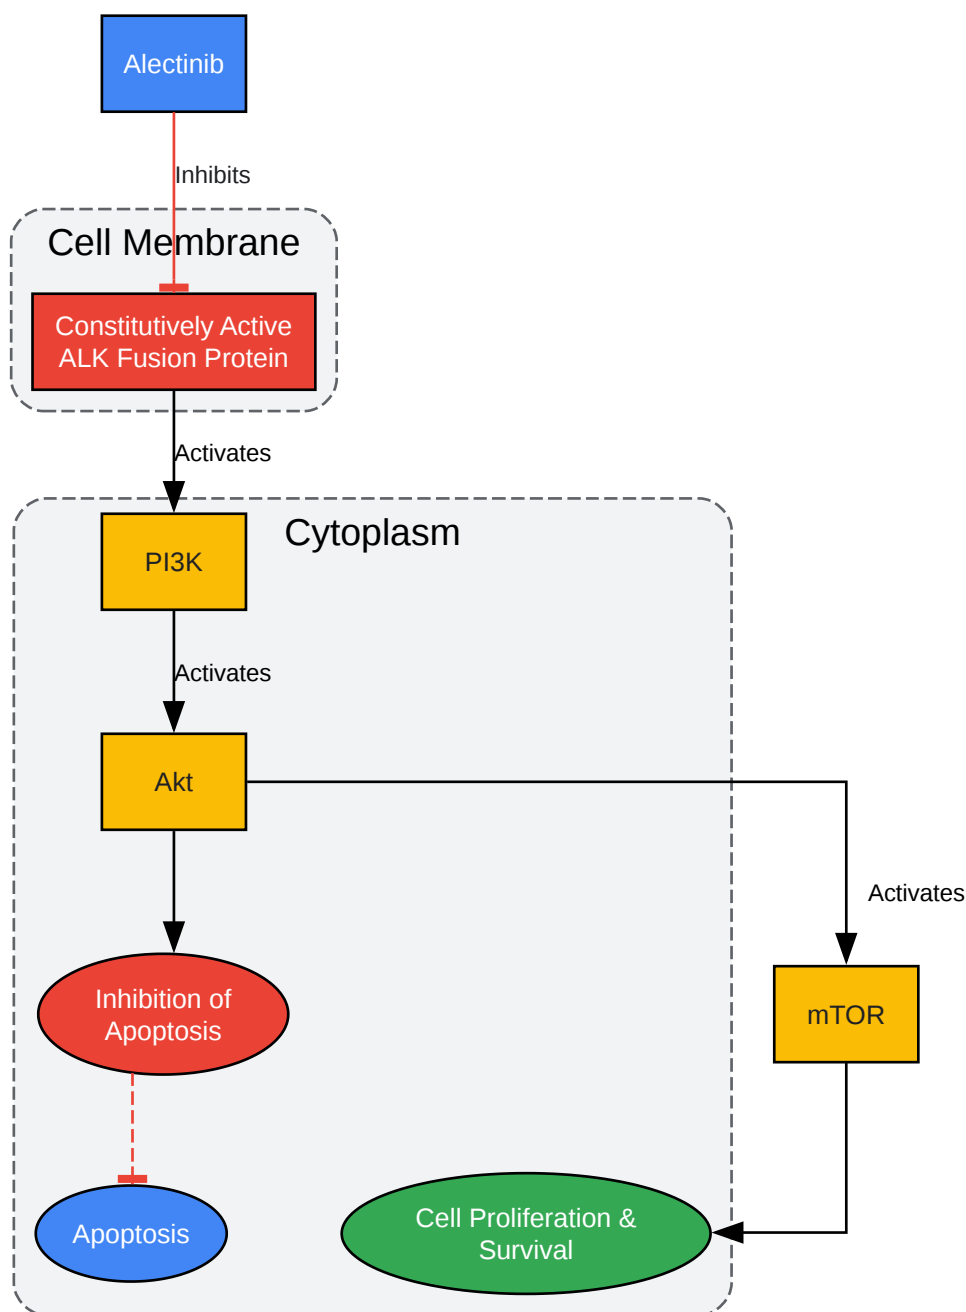 Alectinib
Inhibits
Cell Membrane
Constitutively Active
ALK Fusion Protein
Activates
Cytoplasm
PI3K
Activates
Akt
Activates
Inhibition of
Apoptosis
mTOR
Apoptosis
Cell Proliferation &
Survival